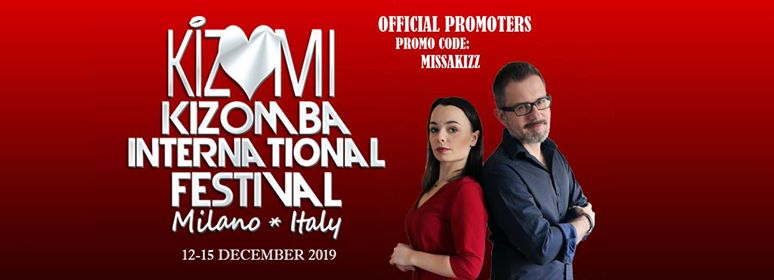 KIZOMI
KIZOMBA
INTERNATIONAL
FESTIVAL
Milano * Italy
12-15 DECEMBER 2019
OFFICIAL PROMOTERS
PROMO CODE:
MISSAKIZZ